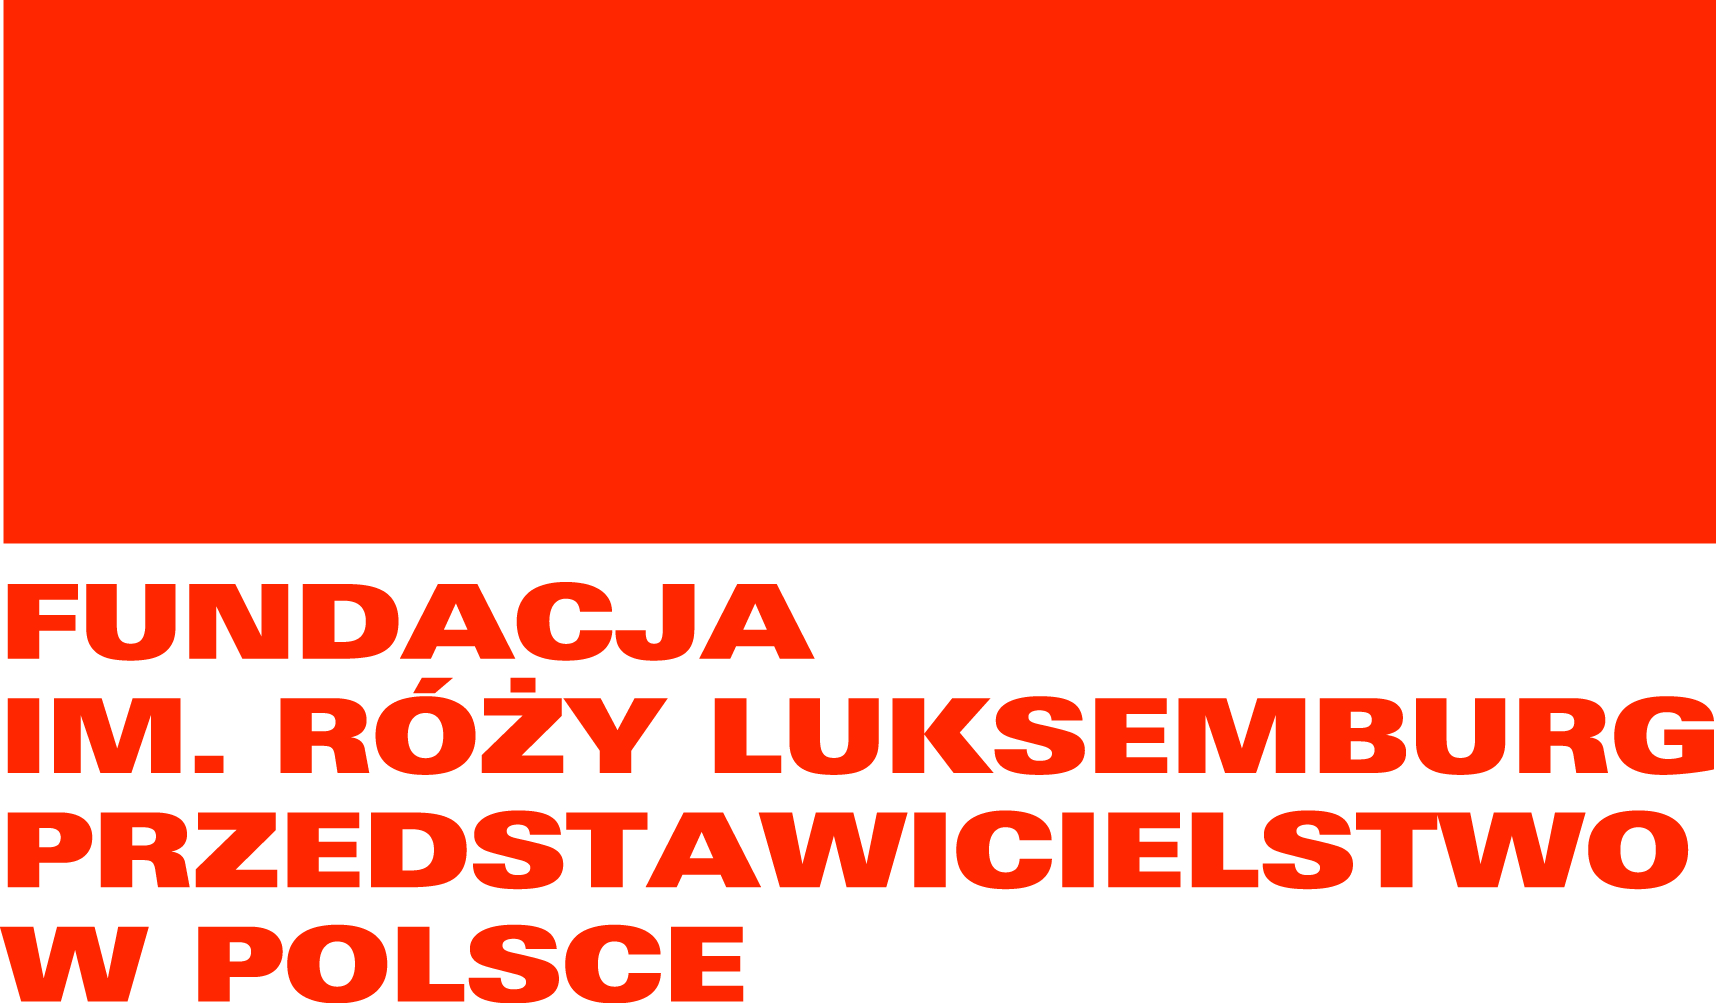 FUNDACJA
IM. RÓŻY LUKSEMBURG
PRZEDSTAWICIELSTWO
W POLSCE